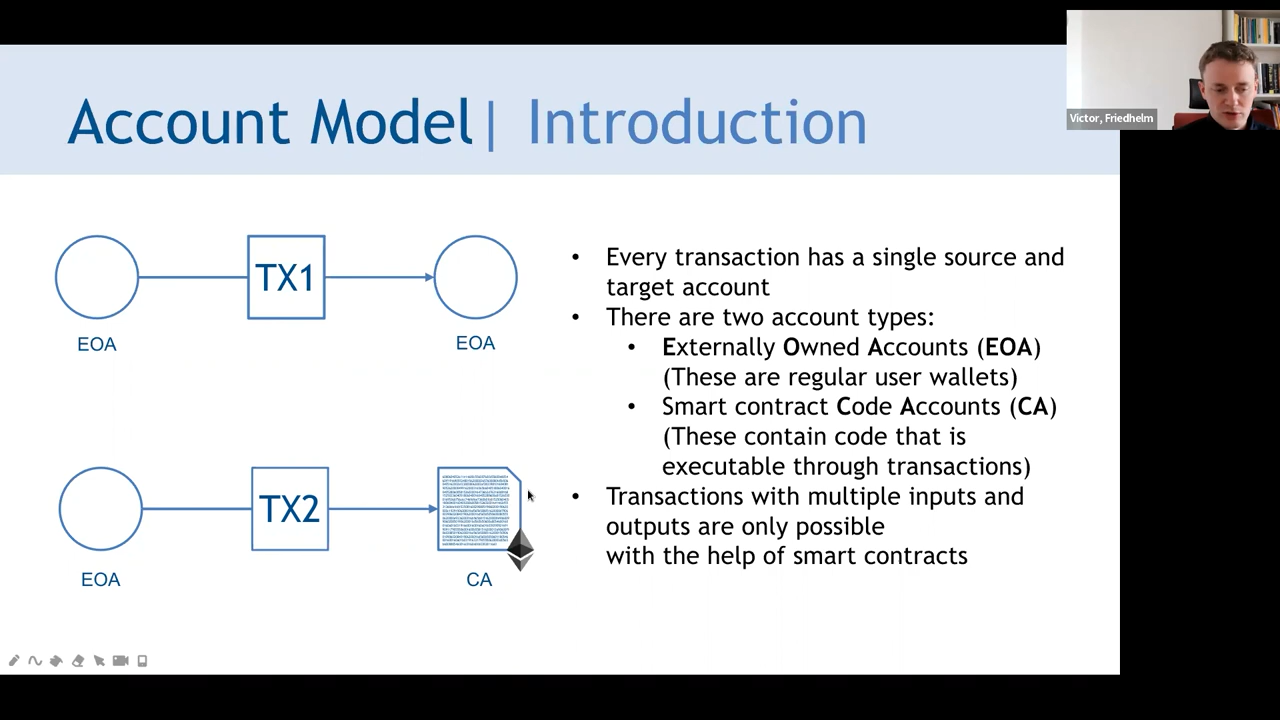 Victor, Friedhelm
Account Model| Introduction
TX1
EOA
EOA
TX2
EOA
CA
• Every transaction has a single source and
target account
• There are two account types:
• Externally Owned Accounts (EOA)
(These are regular user wallets)
• Smart contract Code Accounts (CA)
(These contain code that is
executable through transactions)
• Transactions with multiple inputs and
outputs are only possible
with the help of smart contracts